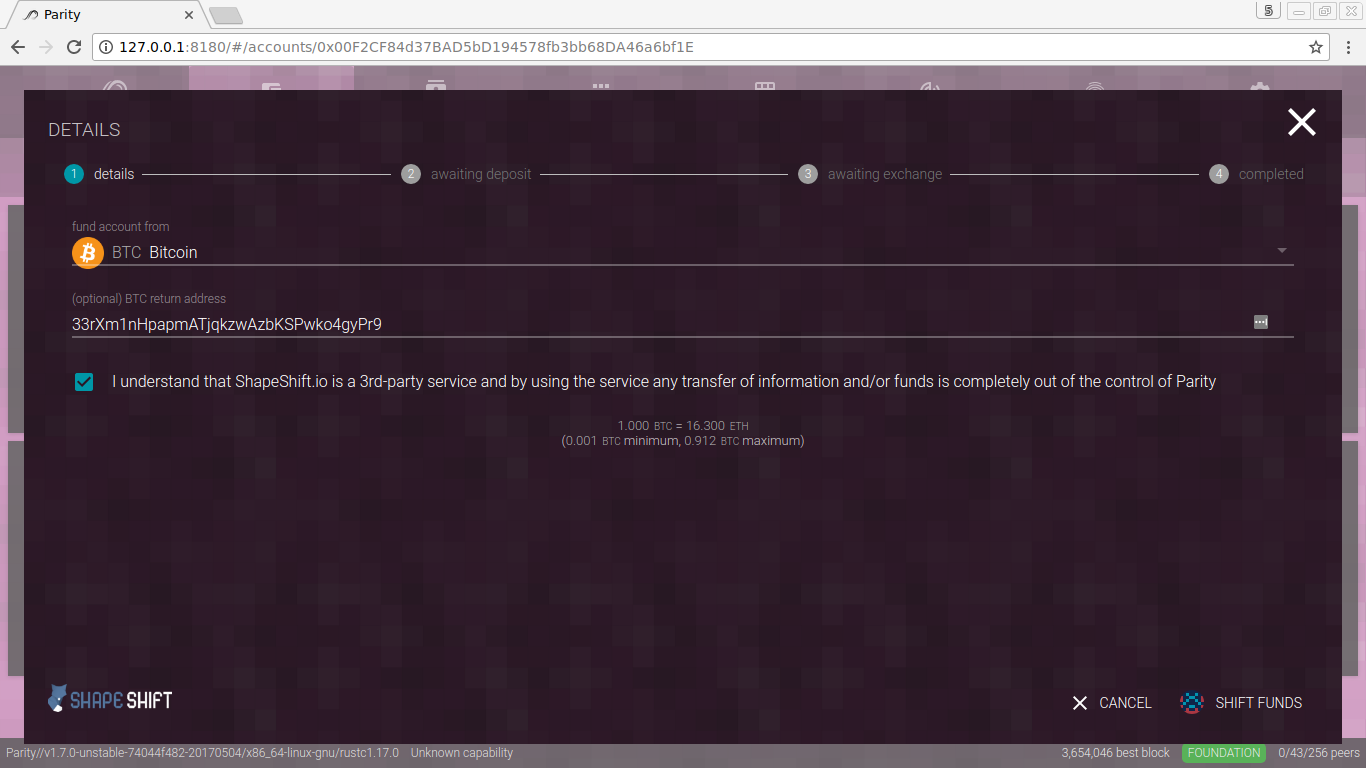 Parity
5
127.0.0.1:8180/#/accounts/0x00F2CF84d37BAD5bD194578fb3bb68DA46a6bf1E
DETAILS
1 details 2 awaiting deposit 3 awaiting exchange 4 completed
fund account from
BTC Bitcoin
(optional) BTC return address
33rXm1nHpapmATjqkzwAzbKSPwko4gyPr9
I understand that ShapeShift.io is a 3rd-party service and by using the service any transfer of information and/or funds is completely out of the control of Parity
1.000 BTC = 16.300 ETH
(0.001 BTC minimum, 0.912 BTC maximum)
SHAPESHIFT CANCEL SHIFT FUNDS
Parity//v1.7.0-unstable-74044f482-20170504/x86_64-linux-gnu/rustc1.17.0 Unknown capability 3,654,046 best block FOUNDATION 0/43/256 peers